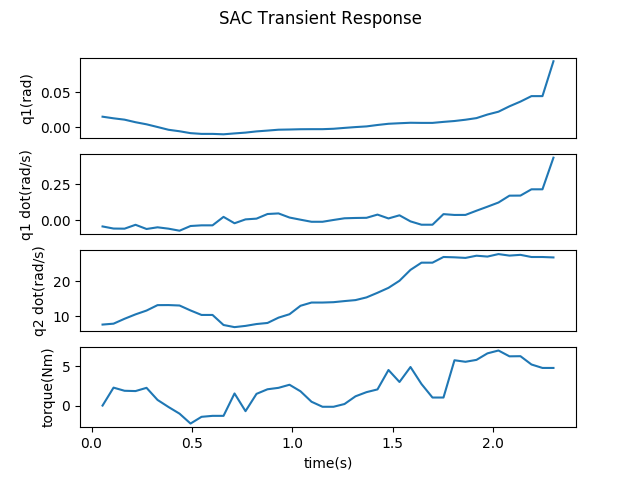 SAC Transient Response
q1(rad)
0.05
0.00
q1 dot(rad/s)
0.25
0.00
q2 dot(rad/s)
20
10
torque(Nm)
5
0
0.0 0.5 1.0 1.5 2.0
time(s)